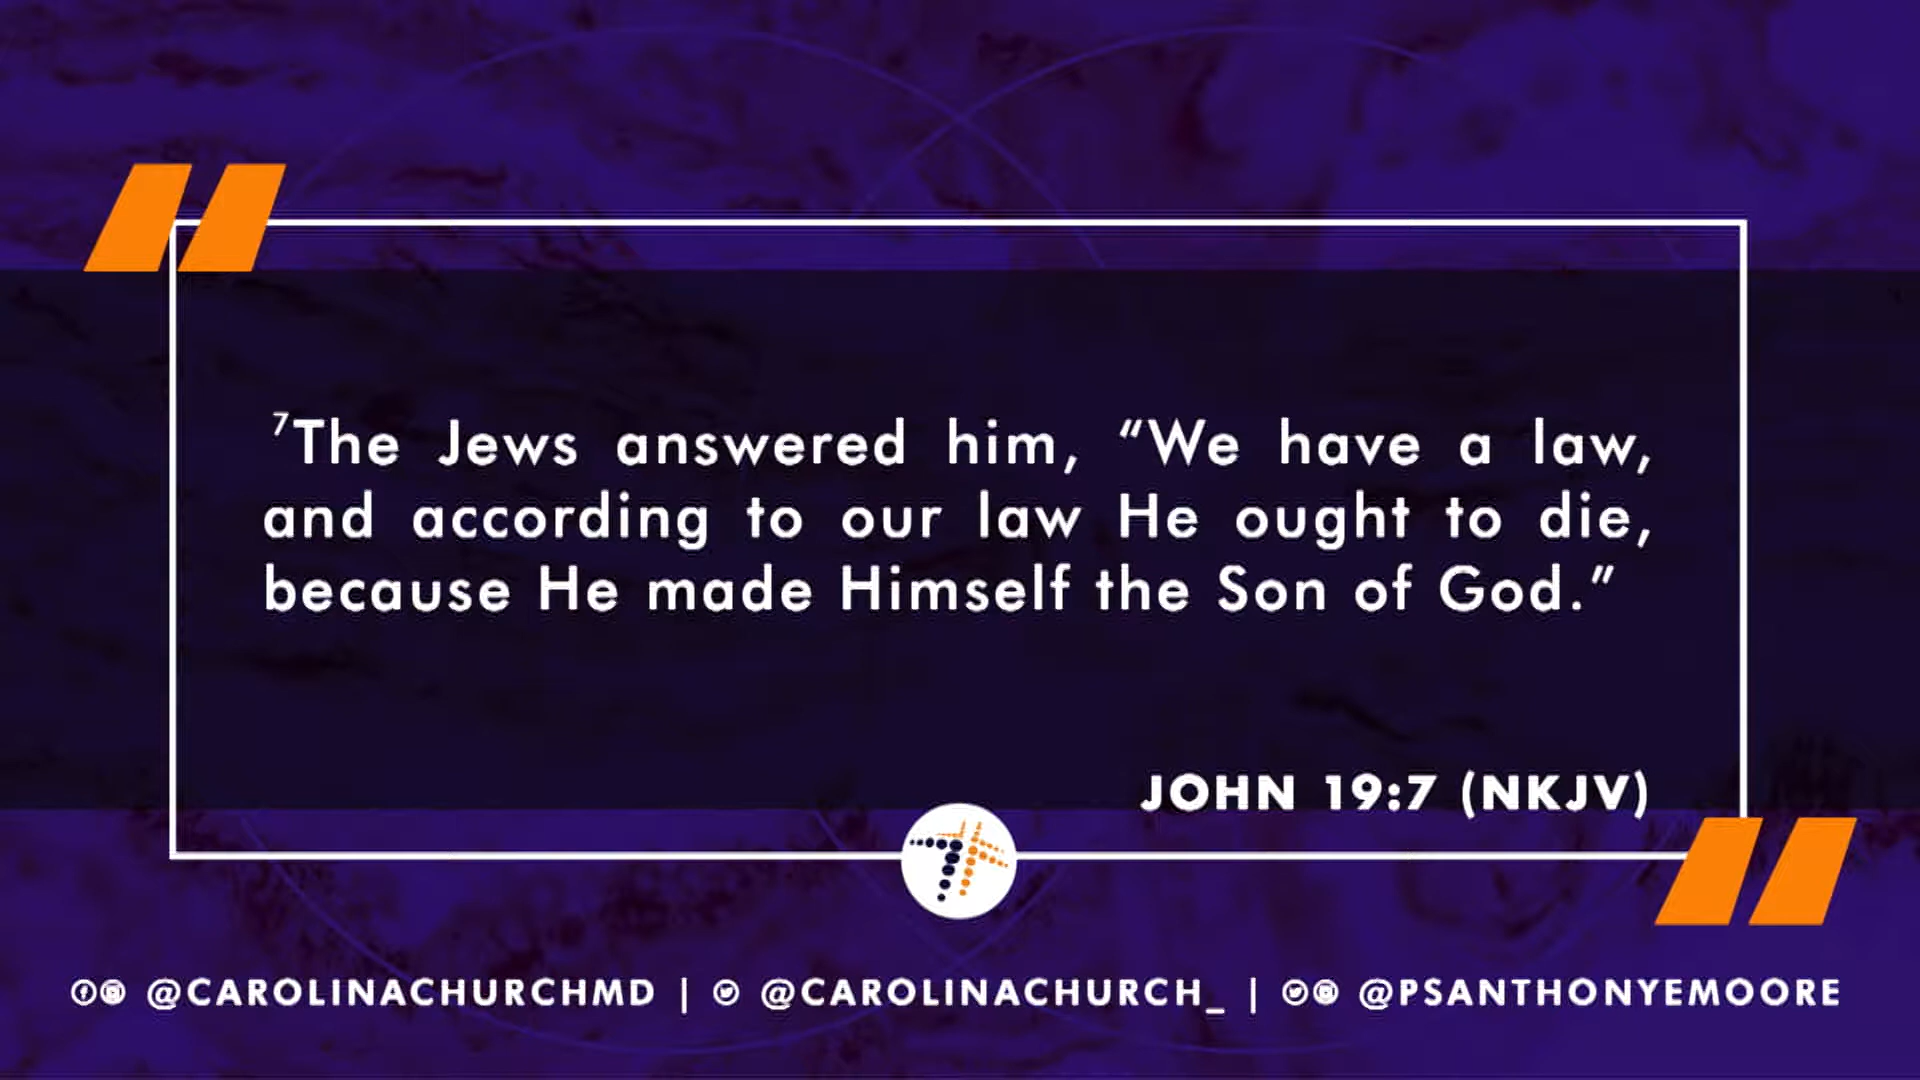 ⁷The Jews answered him, “We have a law,
and according to our law He ought to die,
because He made Himself the Son of God.”
JOHN 19:7 (NKJV)
@CAROLINACHURCHMD | @CAROLINACHURCH_ | @PSANTHONYEMOORE